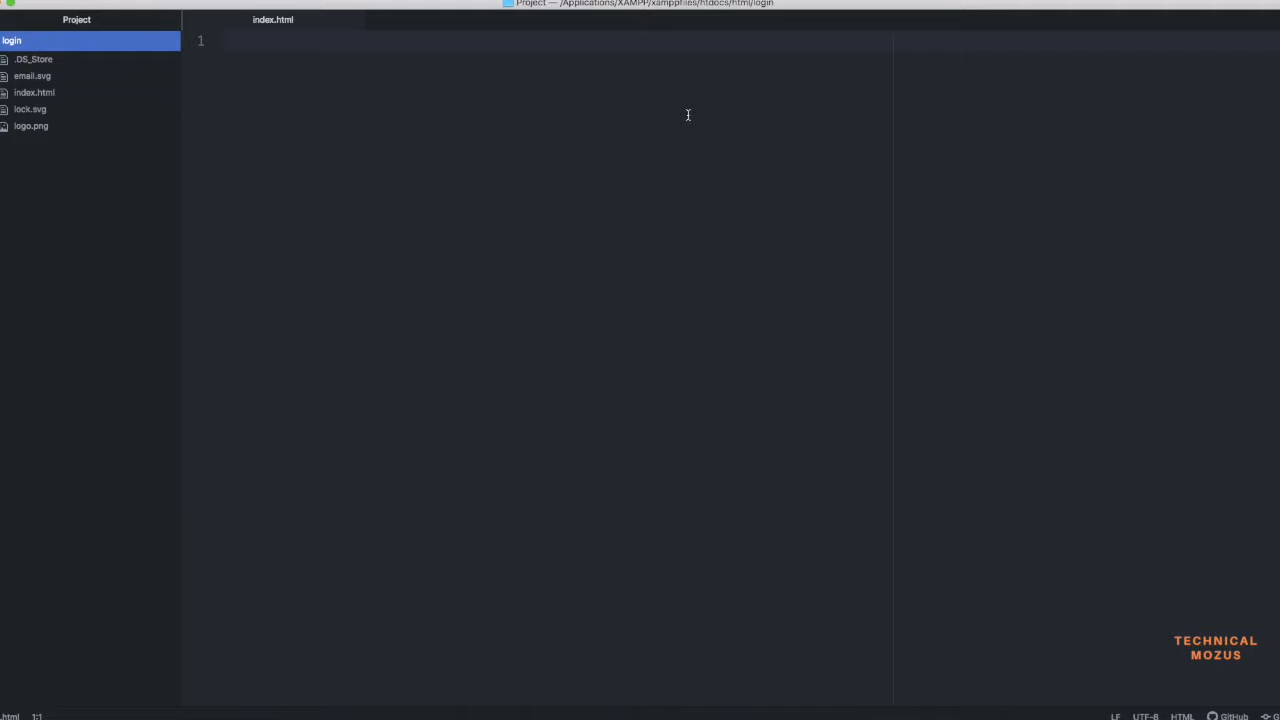 Project — /Applications/XAMPP/xamppfiles/htdocs/html/login
Project
index.html
login
.DS_Store
email.svg
index.html
lock.svg
logo.png
1
TECHNICAL
MOZUS
.html 1:1
LF UTF-8 HTML GitHub G